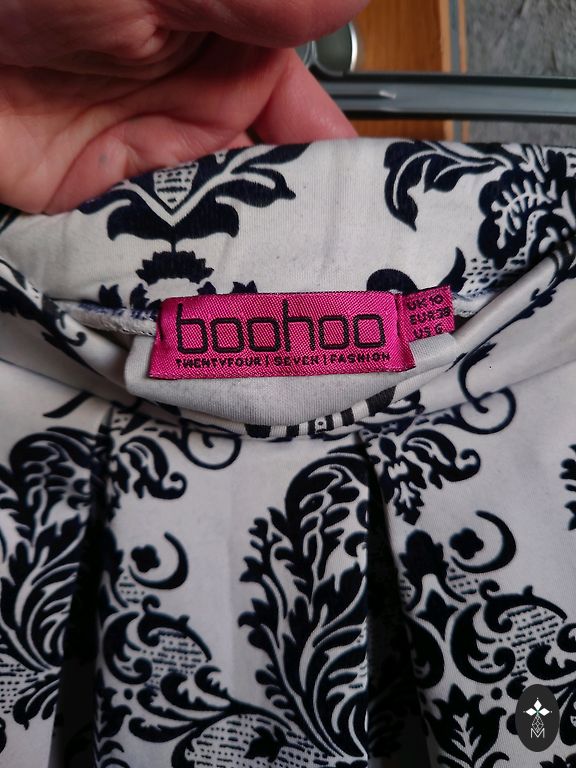 boohoo
TWENTYFOUR | SEVEN | FASHION
UK 10
EUR 38
US 6